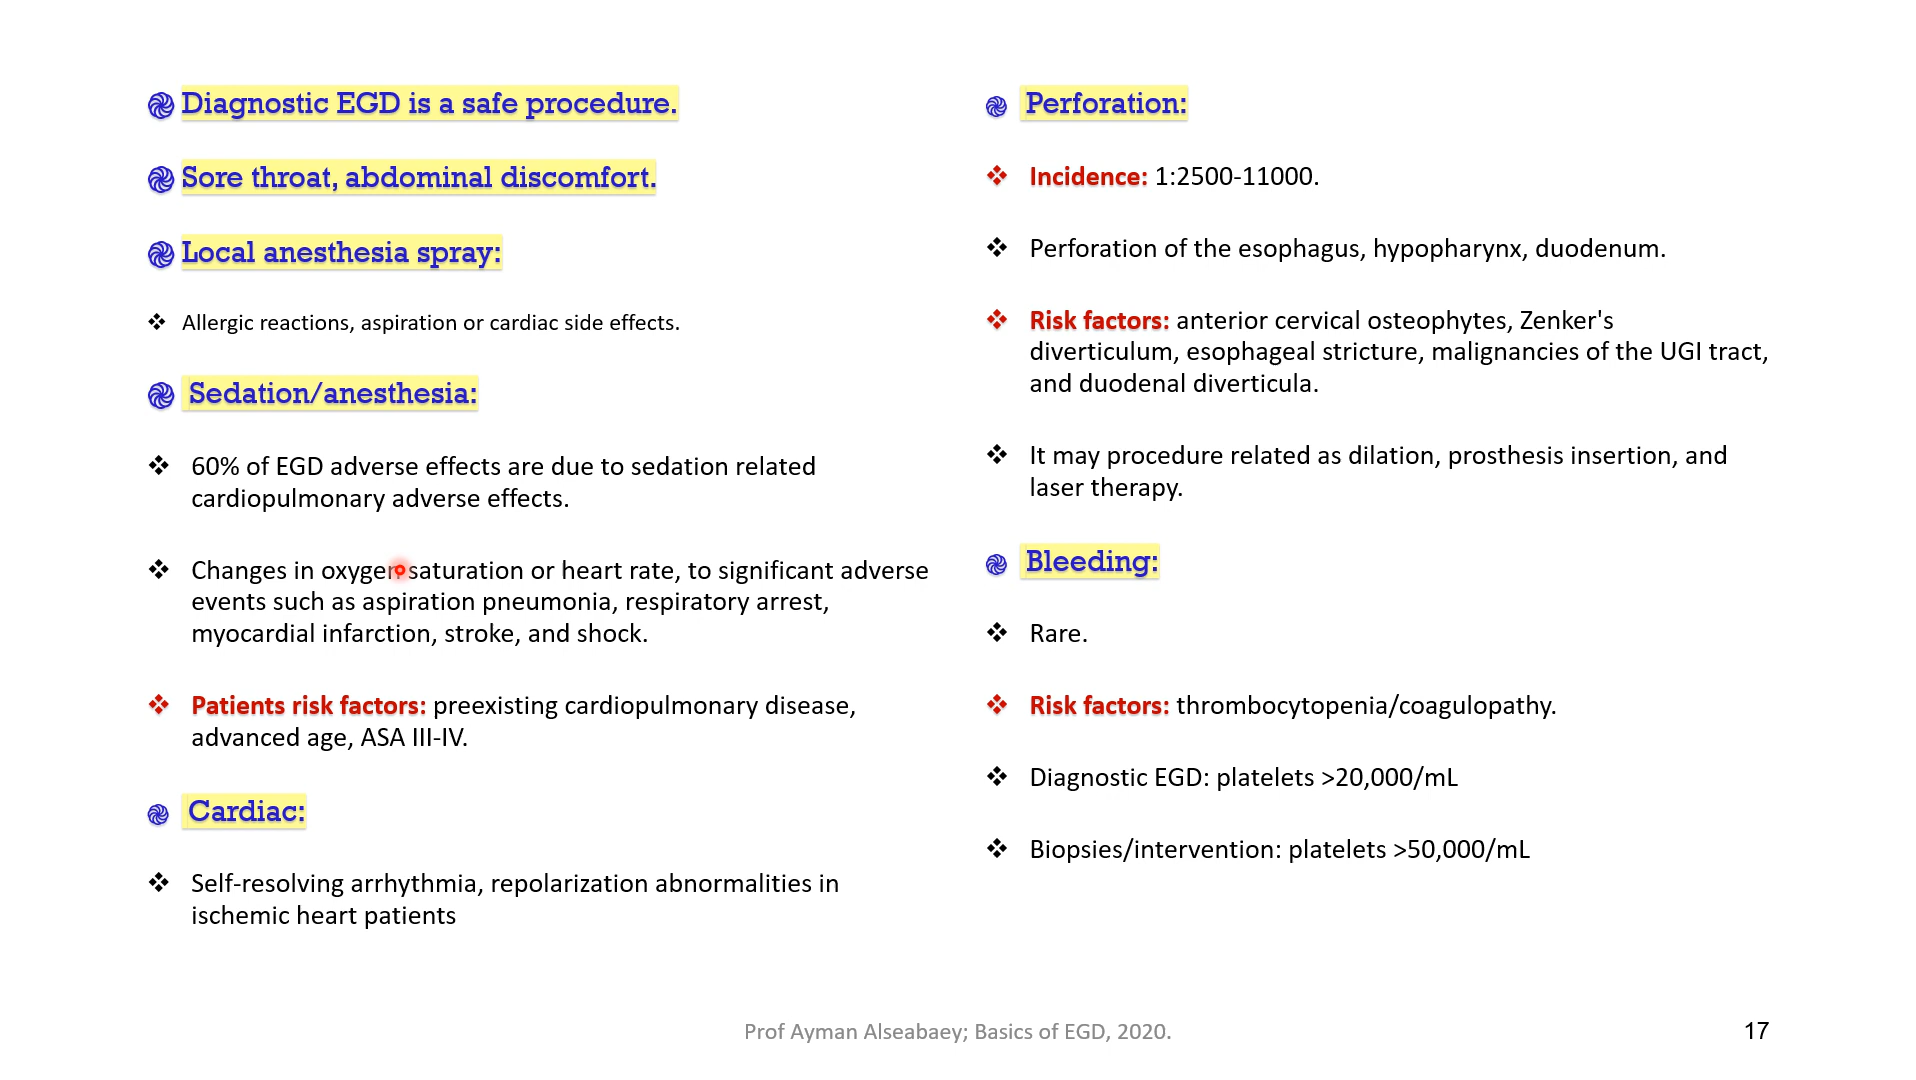 Diagnostic EGD is a safe procedure.
Sore throat, abdominal discomfort.
Local anesthesia spray:
Allergic reactions, aspiration or cardiac side effects.
Sedation/anesthesia:
60% of EGD adverse effects are due to sedation related
cardiopulmonary adverse effects.
Changes in oxygen saturation or heart rate, to significant adverse
events such as aspiration pneumonia, respiratory arrest,
myocardial infarction, stroke, and shock.
Patients risk factors: preexisting cardiopulmonary disease,
advanced age, ASA III-IV.
Cardiac:
Self-resolving arrhythmia, repolarization abnormalities in
ischemic heart patients
Perforation:
Incidence: 1:2500-11000.
Perforation of the esophagus, hypopharynx, duodenum.
Risk factors: anterior cervical osteophytes, Zenker's
diverticulum, esophageal stricture, malignancies of the UGI tract,
and duodenal diverticula.
It may procedure related as dilation, prosthesis insertion, and
laser therapy.
Bleeding:
Rare.
Risk factors: thrombocytopenia/coagulopathy.
Diagnostic EGD: platelets >20,000/mL
Biopsies/intervention: platelets >50,000/mL
Prof Ayman Alseabaey; Basics of EGD, 2020.
17